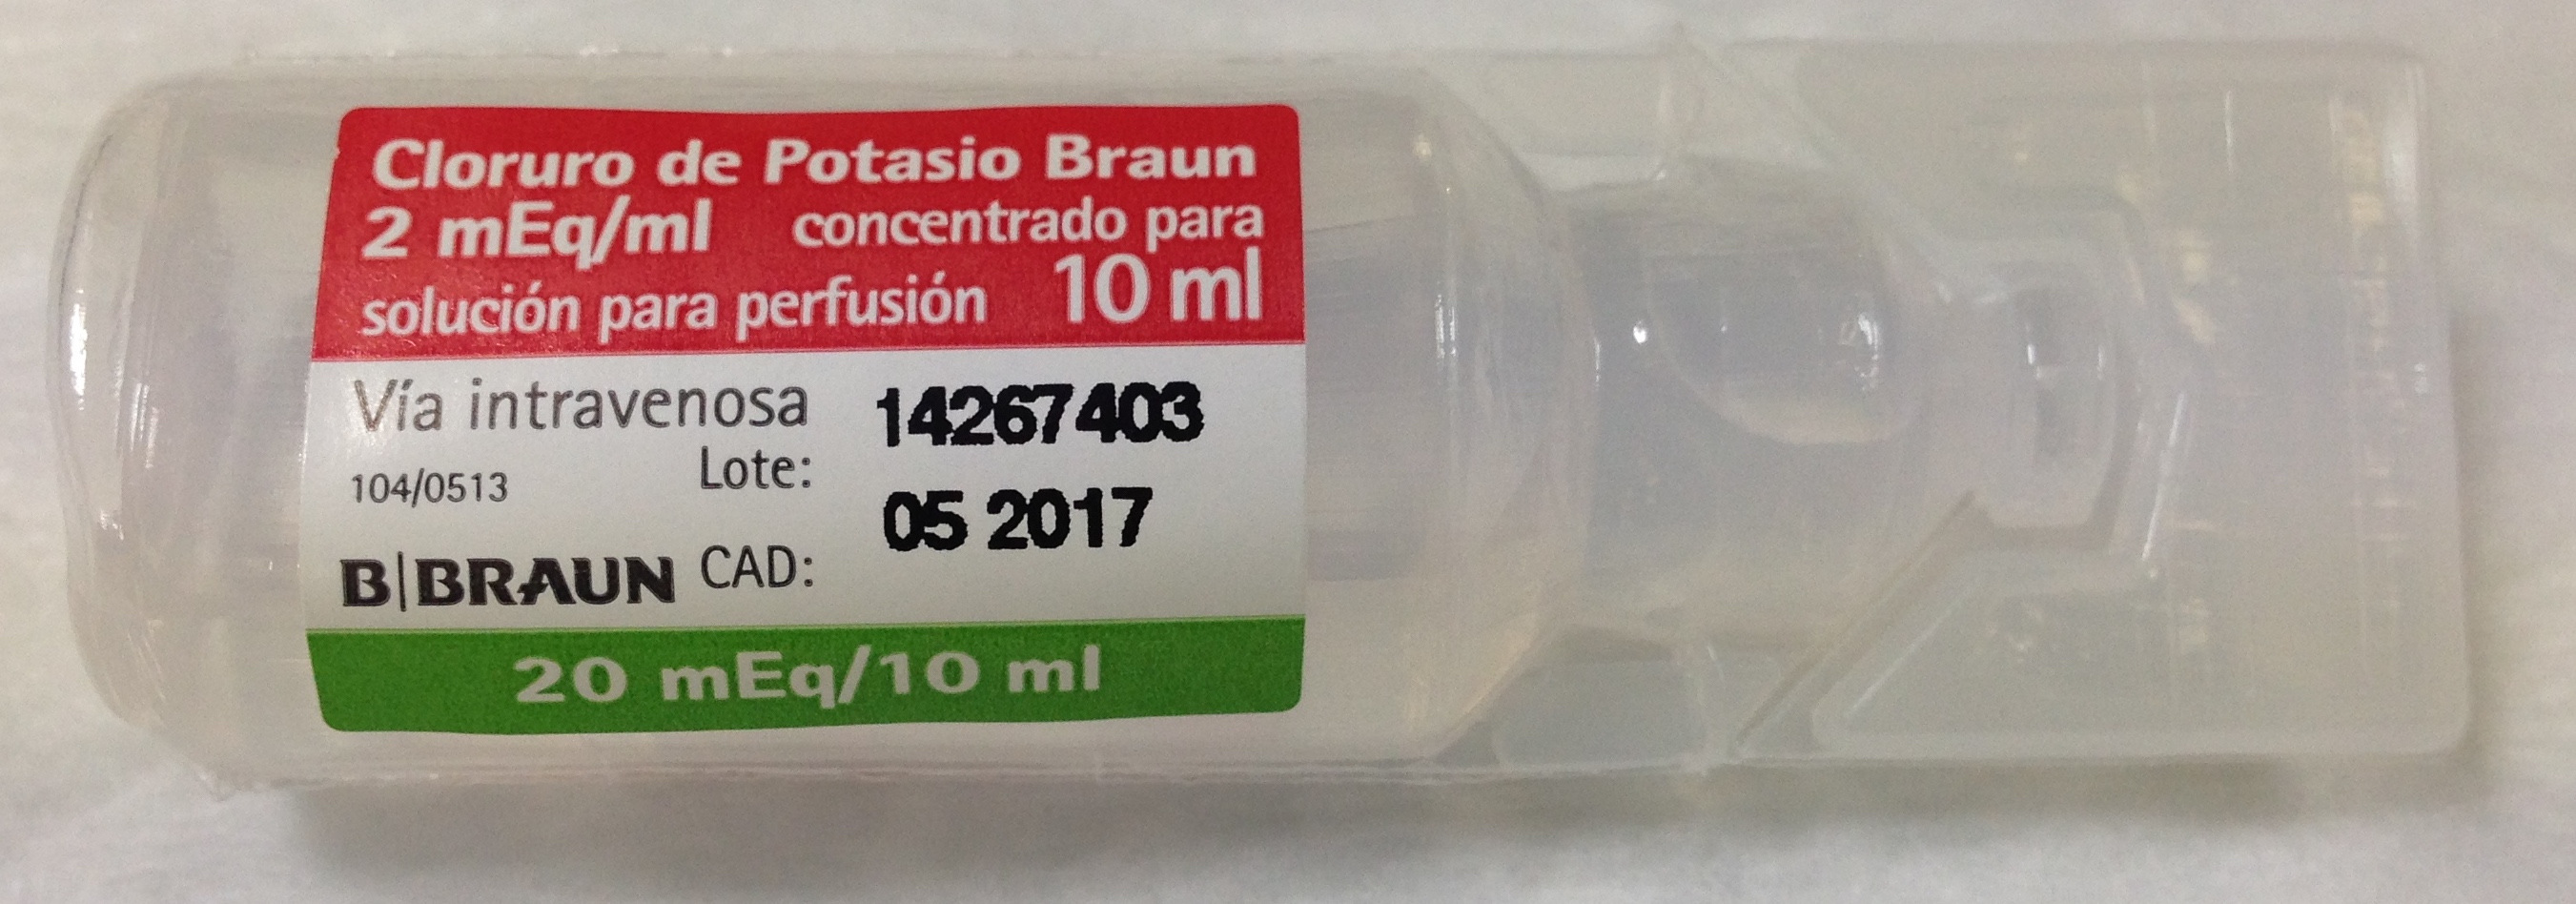 Cloruro de Potasio Braun
2 mEq/ml concentrado para
solución para perfusión 10 ml
Vía intravenosa 14267403
104/0513 Lote:
05 2017
B|BRAUN CAD:
20 mEq/10 ml